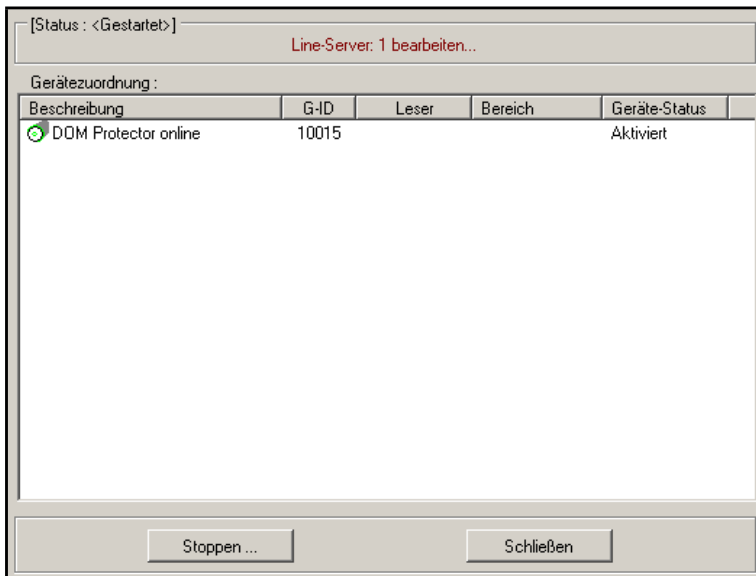 [Status : <Gestartet>]
Line-Server: 1 bearbeiten...
Gerätezuordnung :
Beschreibung G-ID Leser Bereich Geräte-Status
DOM Protector online 10015 Aktiviert
Stoppen ... Schließen